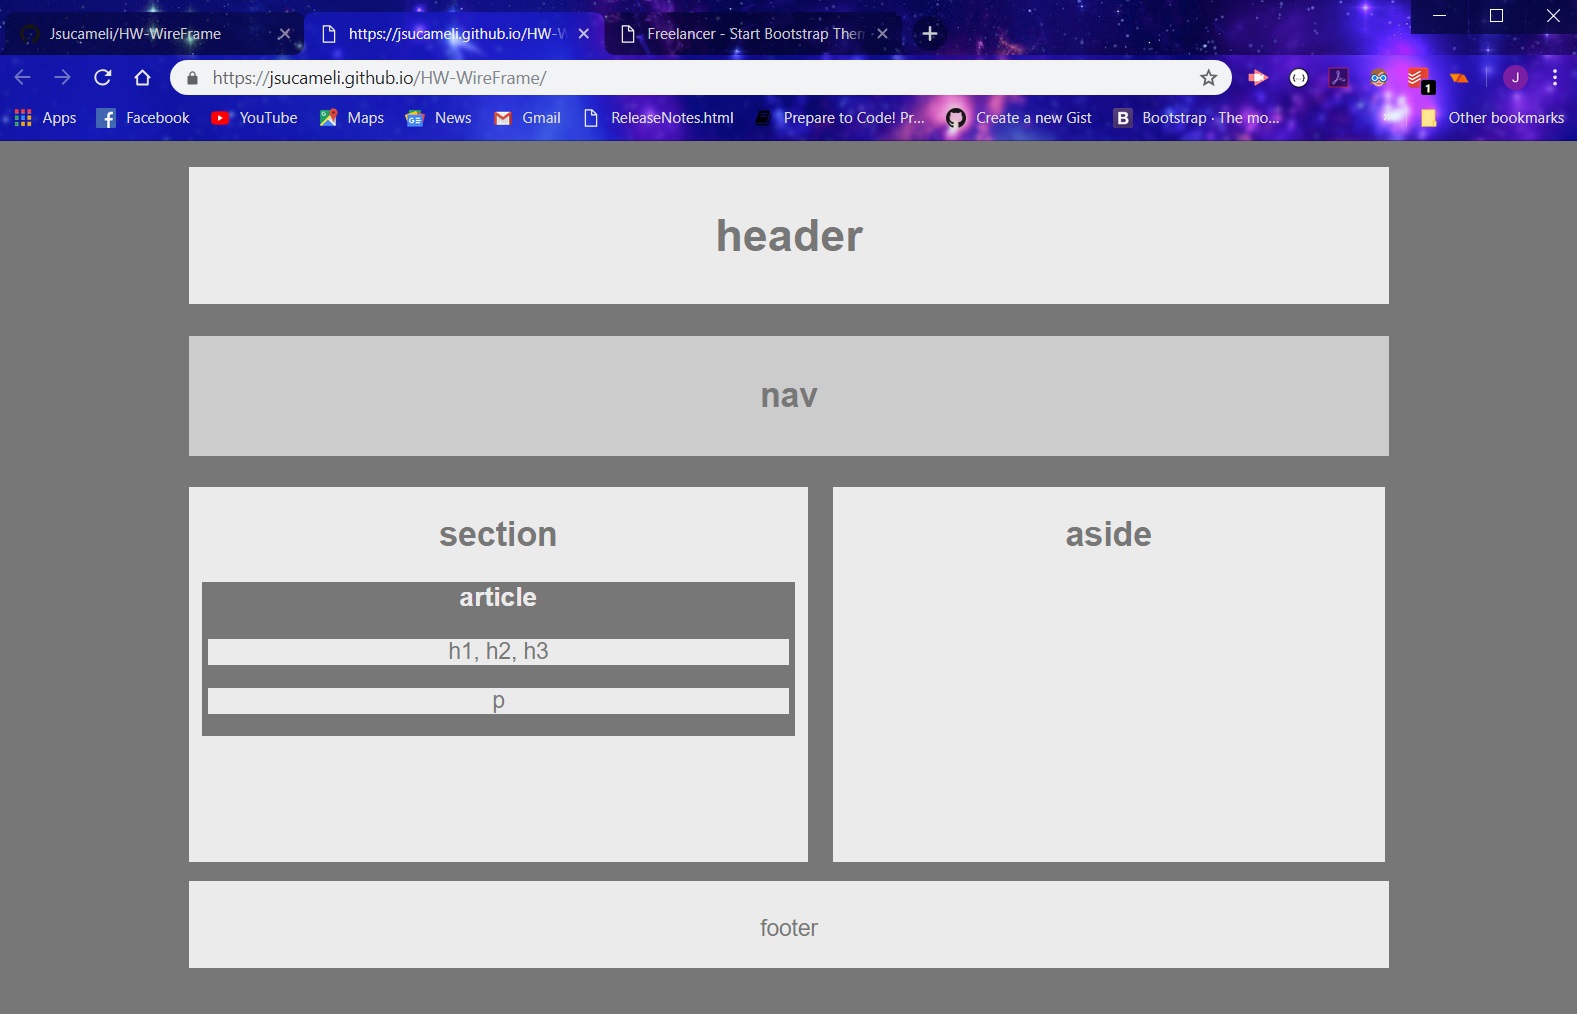 Jsucameli/HW-WireFrame
https://jsucameli.github.io/HW-W
Freelancer - Start Bootstrap Them
https://jsucameli.github.io/HW-WireFrame/
1
J
Apps
Facebook
YouTube
Maps
News
Gmail
ReleaseNotes.html
Prepare to Code! Pr...
Create a new Gist
B
Bootstrap · The mo...
»
Other bookmarks
header
nav
section
aside
article
h1, h2, h3
p
footer